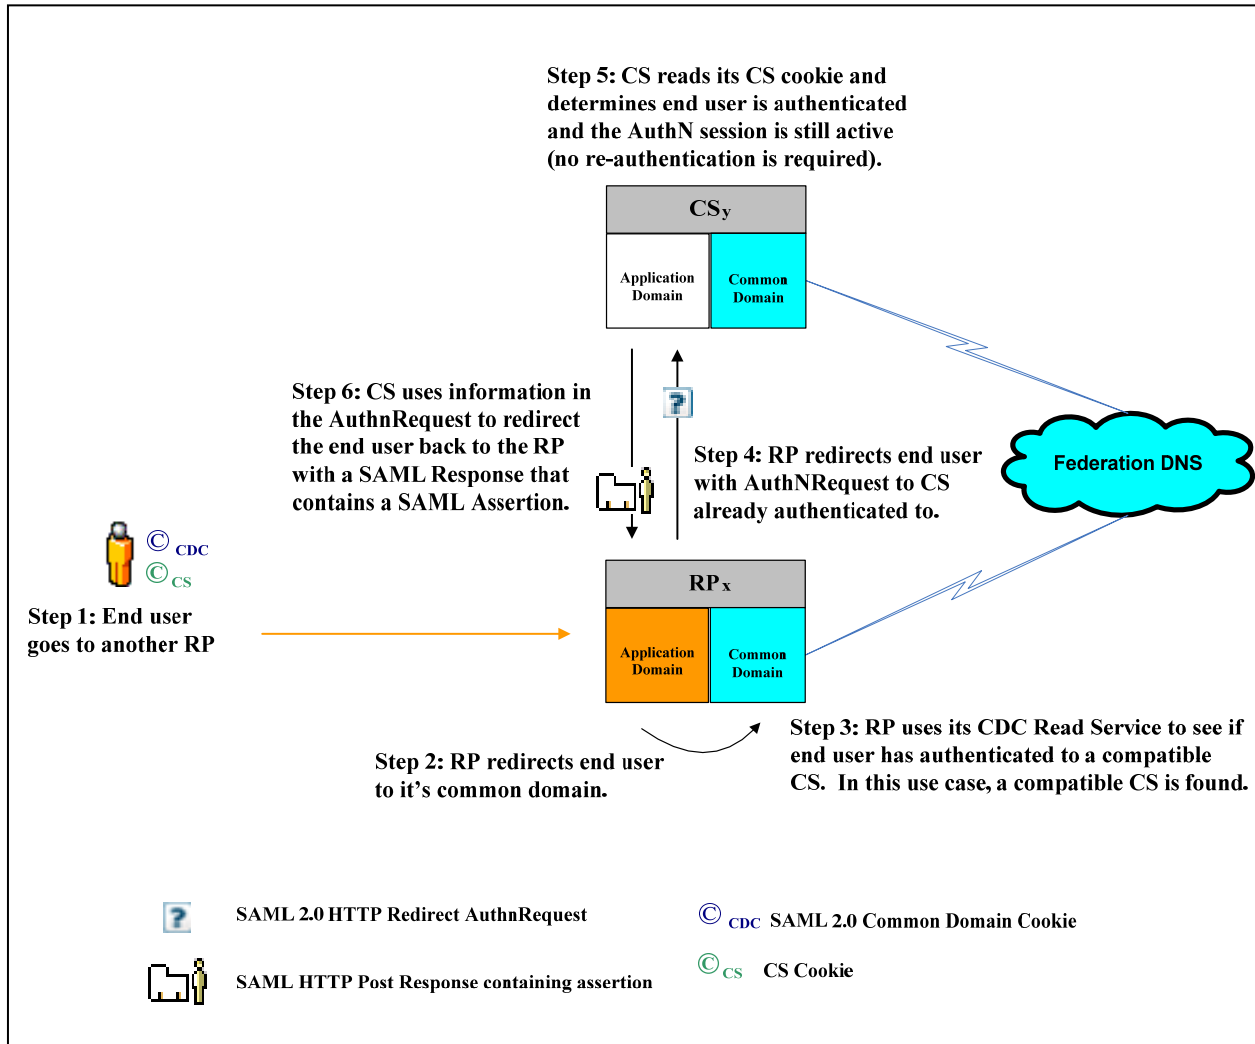 Step 5: CS reads its CS cookie and
determines end user is authenticated
and the AuthN session is still active
(no re-authentication is required).
CSy
Application
Domain
Common
Domain
Step 6: CS uses information in
the AuthnRequest to redirect
the end user back to the RP
with a SAML Response that
contains a SAML Assertion.
?
Step 4: RP redirects end user
with AuthNRequest to CS
already authenticated to.
Federation DNS
© CDC
© CS
Step 1: End user
goes to another RP
RPx
Application
Domain
Common
Domain
Step 2: RP redirects end user
to it's common domain.
Step 3: RP uses its CDC Read Service to see if
end user has authenticated to a compatible
CS. In this use case, a compatible CS is found.
? SAML 2.0 HTTP Redirect AuthnRequest
© CDC SAML 2.0 Common Domain Cookie
SAML HTTP Post Response containing assertion
© CS CS Cookie